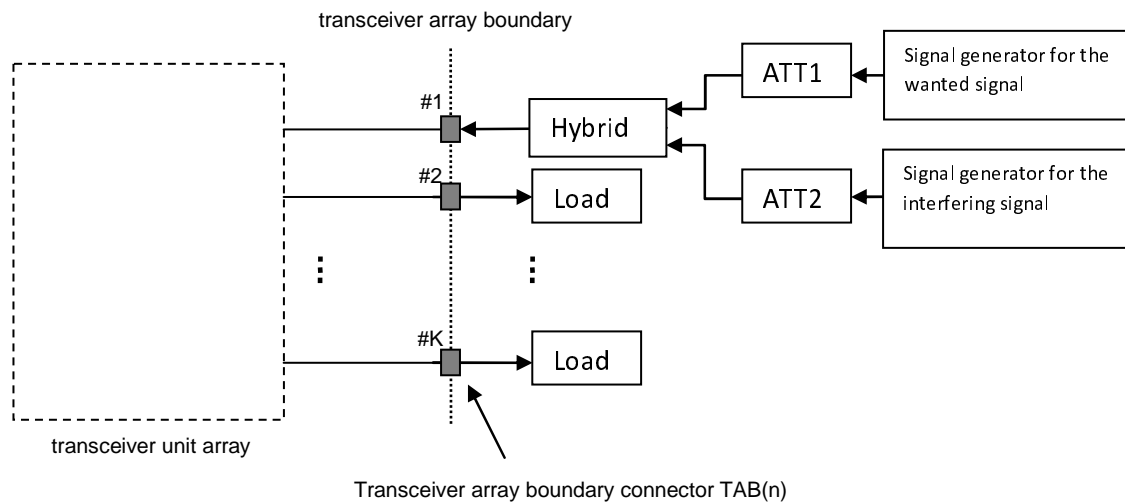 transceiver array boundary
Signal generator for the
wanted signal
ATT1
#1
Hybrid
#2
Load
ATT2
Signal generator for the
interfering signal
#K
Load
transceiver unit array
Transceiver array boundary connector TAB(n)